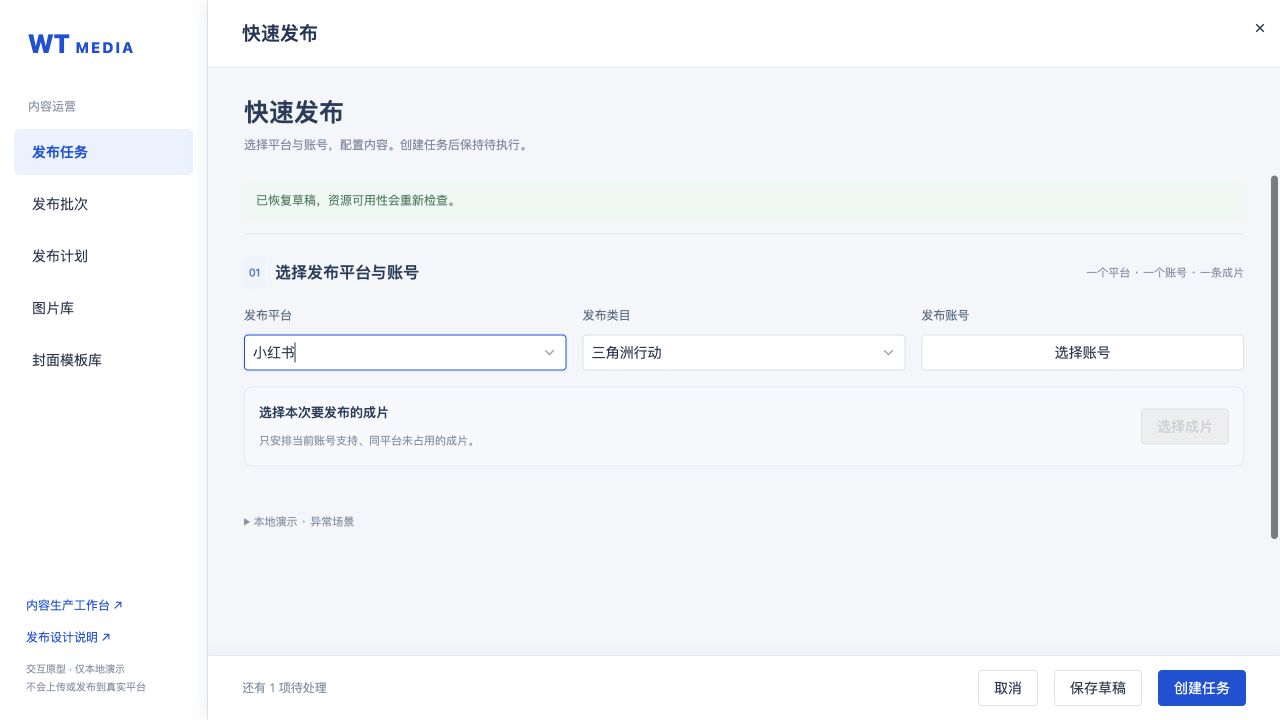 WT MEDIA
内容运营
发布任务
发布批次
发布计划
图片库
封面模板库
内容生产工作台 ↗
发布设计说明 ↗
交互原型 · 仅本地演示
不会上传或发布到真实平台
快速发布
×
快速发布
选择平台与账号，配置内容。创建任务后保持待执行。
已恢复草稿，资源可用性会重新检查。
01 选择发布平台与账号
一个平台 · 一个账号 · 一条成片
发布平台 发布类目 发布账号
小红书 三角洲行动 选择账号
选择本次要发布的成片
只安排当前账号支持、同平台未占用的成片。
选择成片
▶ 本地演示 · 异常场景
还有 1 项待处理
取消 保存草稿 创建任务